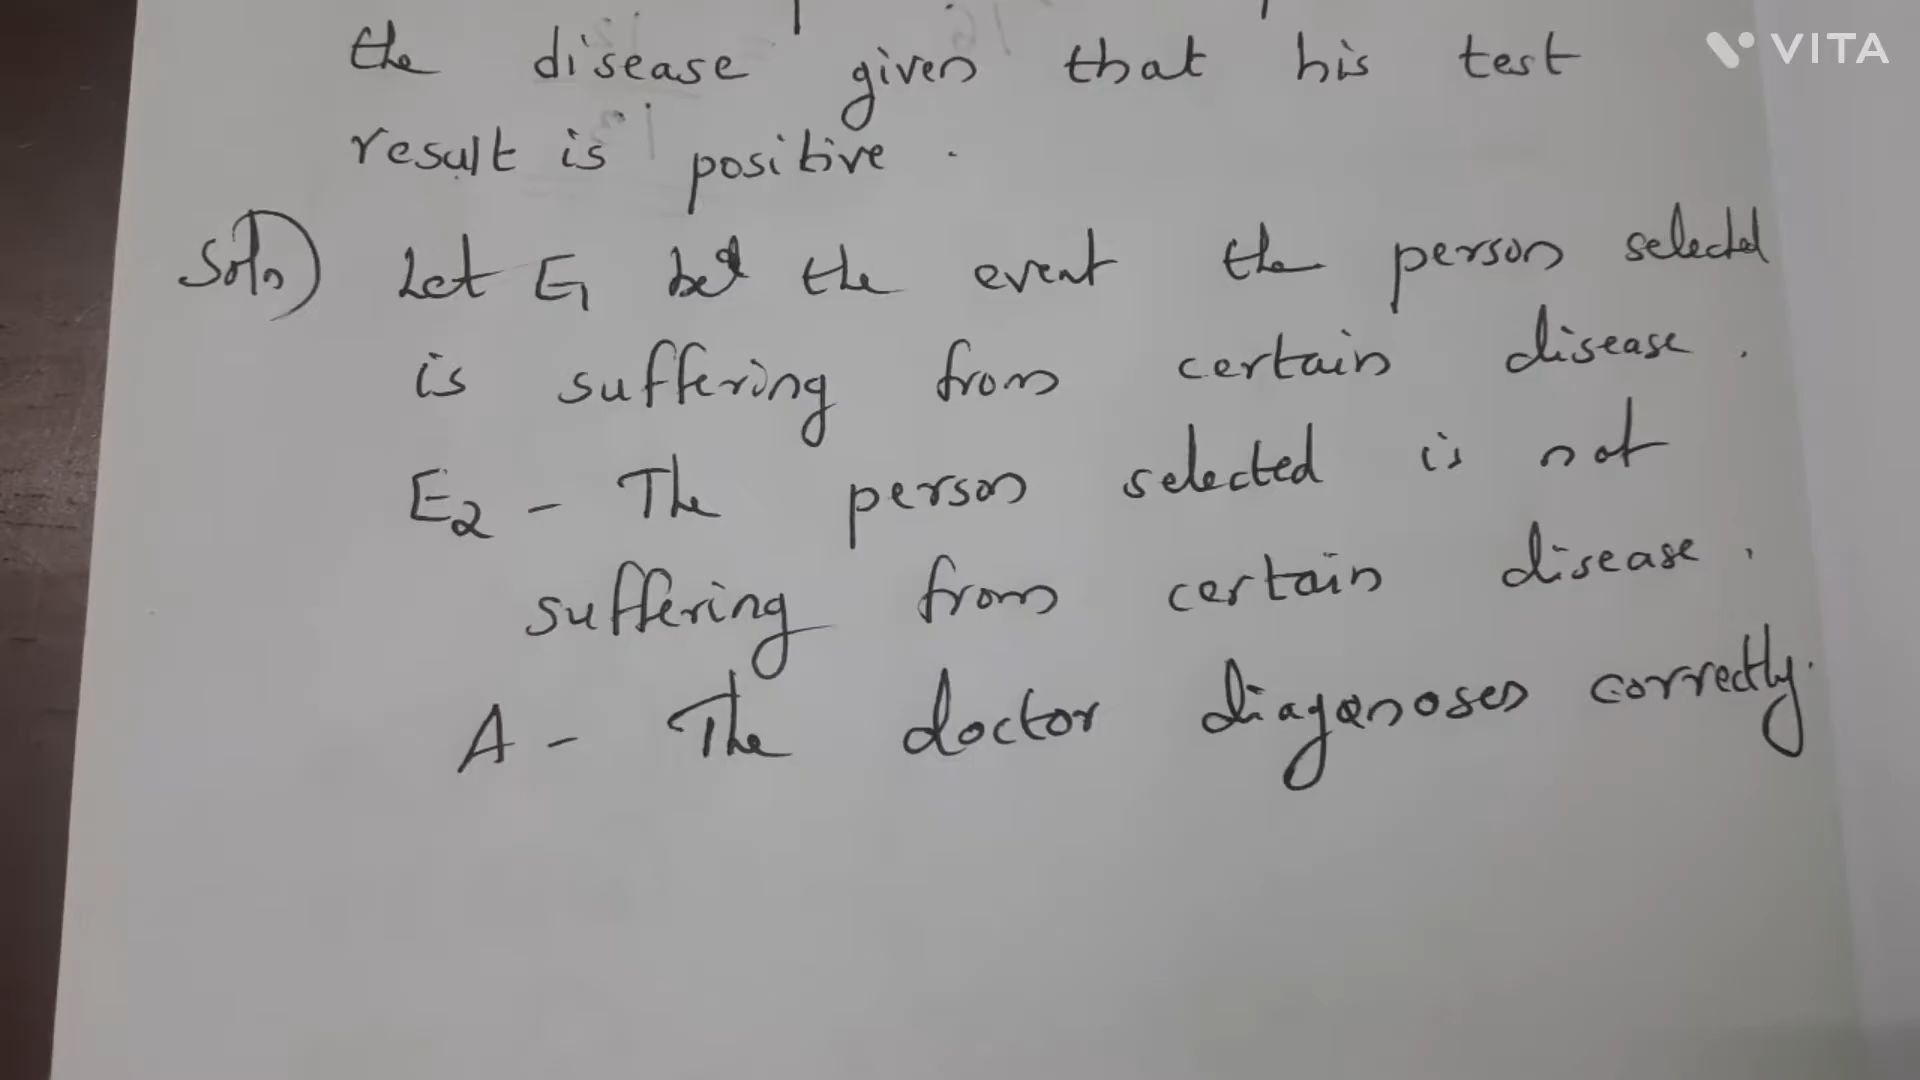 the disease given that his test
VITA
result is positive.
Soln) Let E1 be the event the person selected
is suffering from certain disease.
E2 - The person selected is not
suffering from certain disease.
A - The doctor diagonoses correctly.